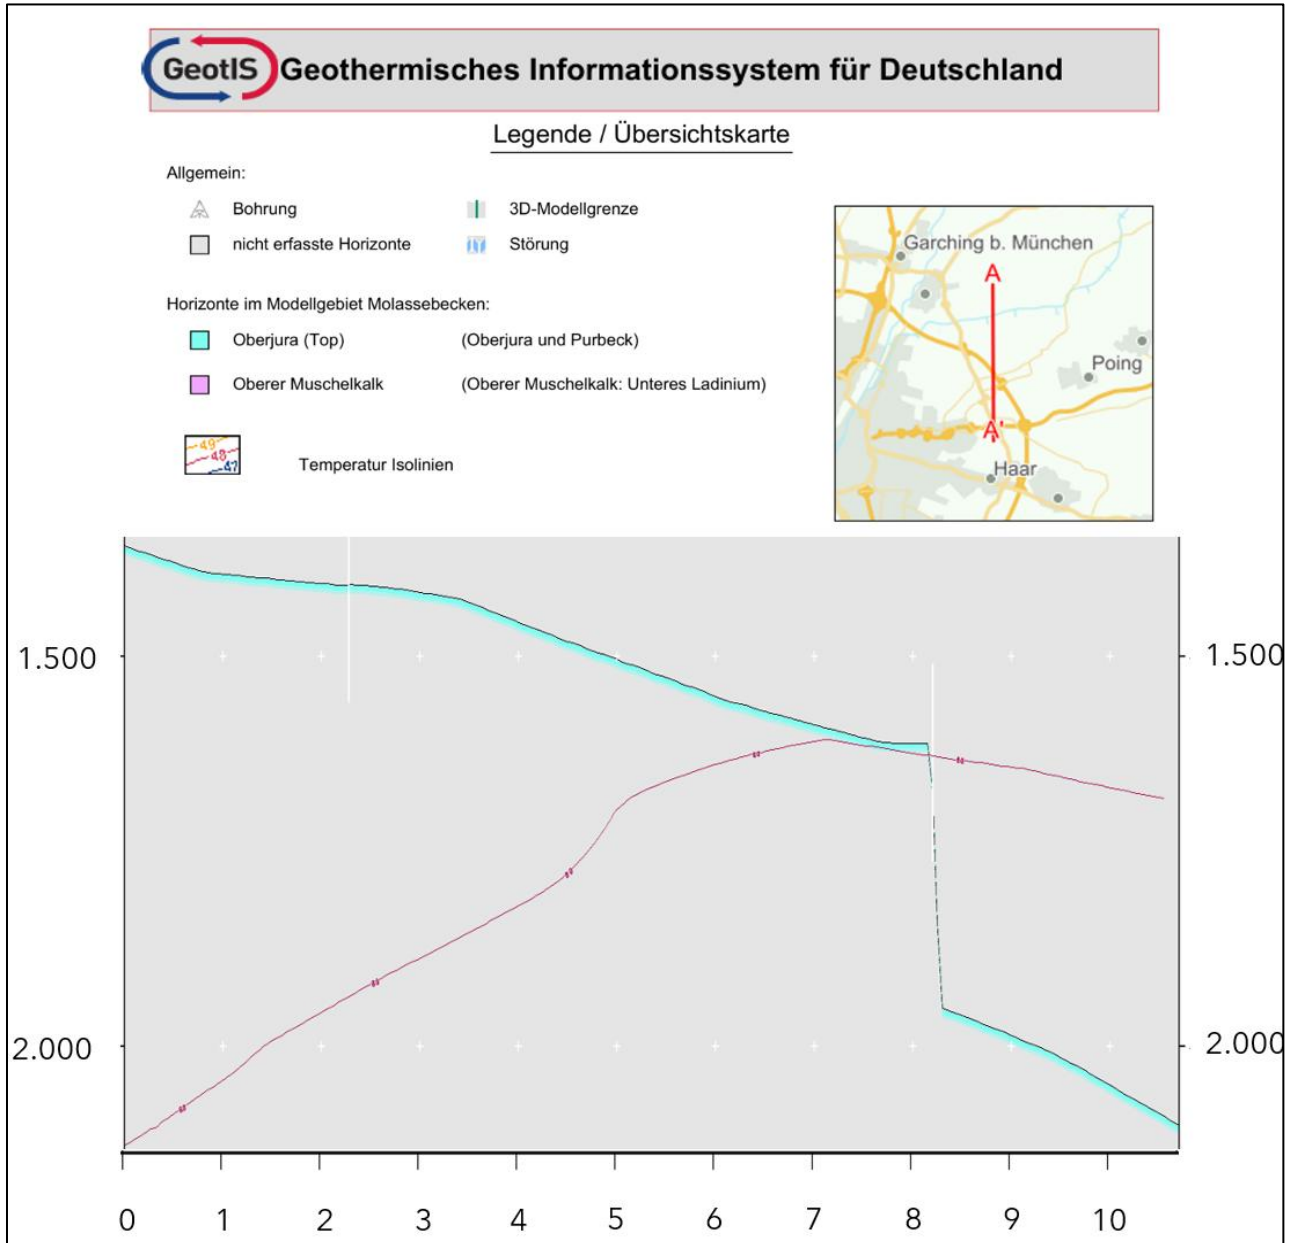 GeotIS Geothermisches Informationssystem für Deutschland
Legende / Übersichtskarte
Allgemein:
Bohrung
3D-Modellgrenze
nicht erfasste Horizonte
Störung
Horizonte im Modellgebiet Molassebecken:
Oberjura (Top) (Oberjura und Purbeck)
Oberer Muschelkalk (Oberer Muschelkalk: Unteres Ladinium)
49
48
47
Temperatur Isolinien
Garching b. München
A
Poing
A'
Haar
1.500 1.500
2.000 2.000
0 1 2 3 4 5 6 7 8 9 10